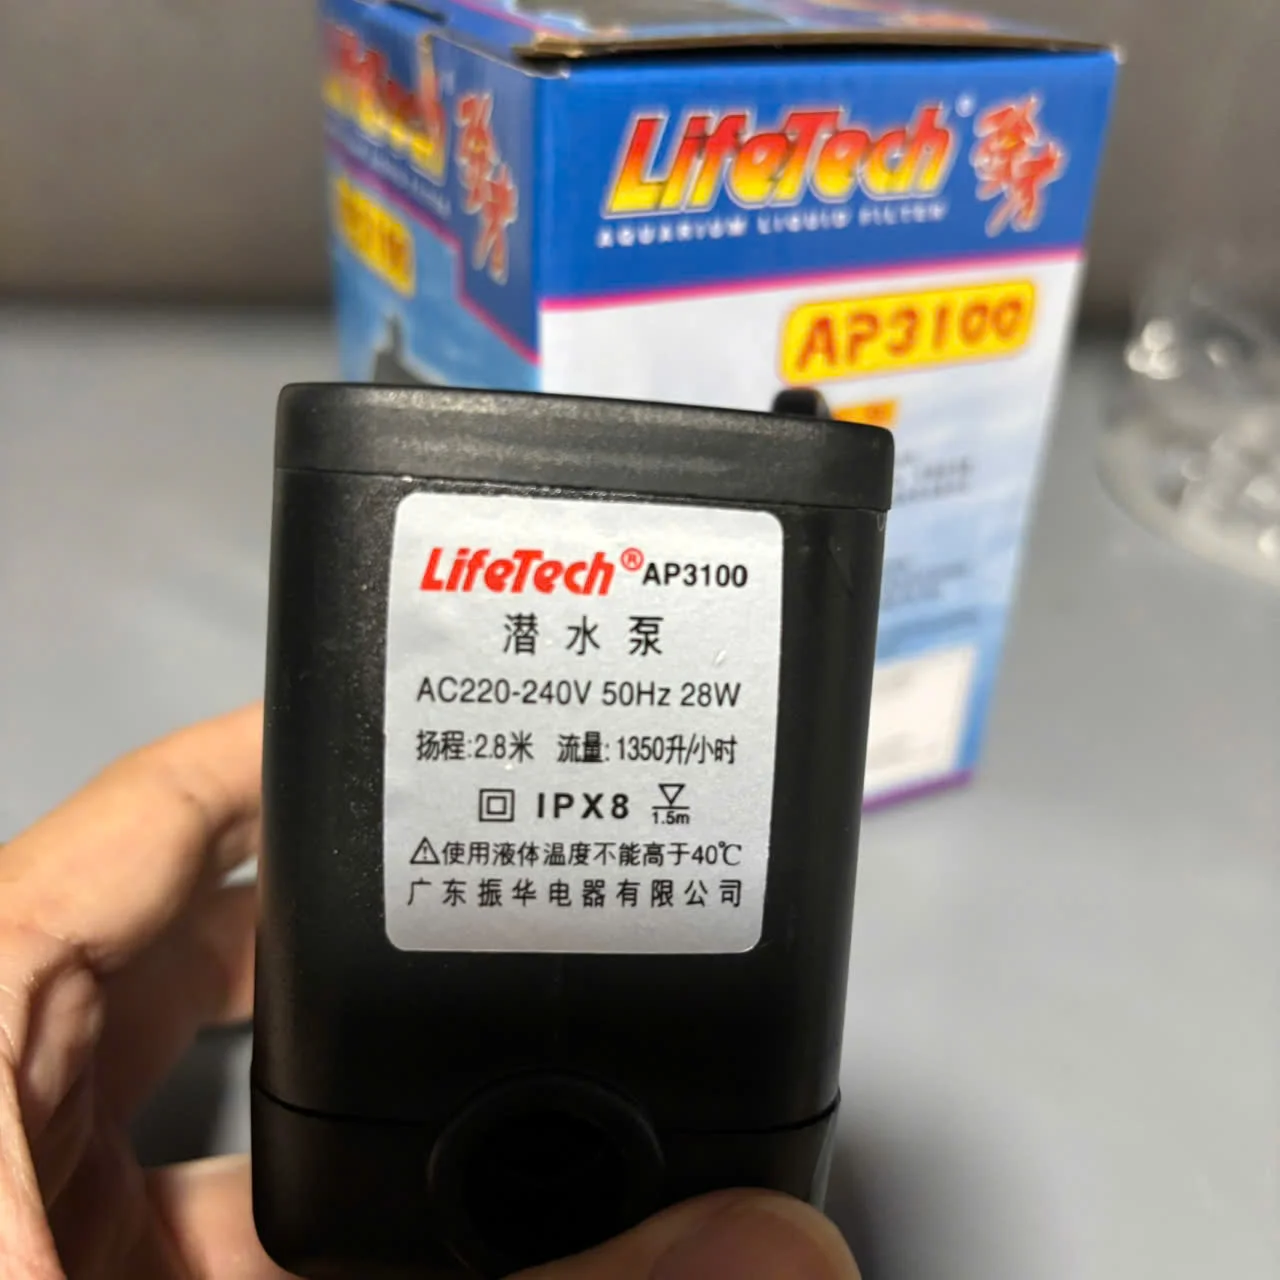 LifeTech
AQUARIUM LIQUID FILTER
AP3100
LifeTech® AP3100
潜水泵
AC220-240V 50Hz 28W
扬程:2.8米 流量:1350升/小时
IPX8 1.5m
使用液体温度不能高于40℃
广东振华电器有限公司